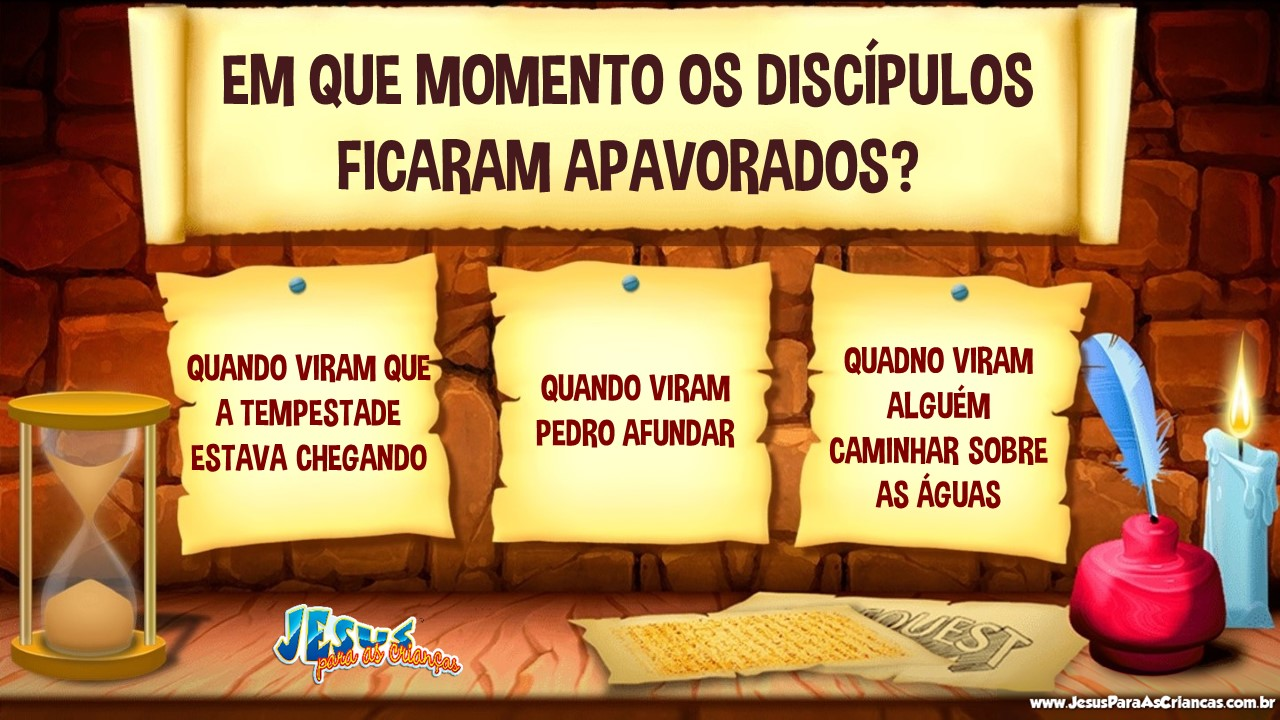 EM QUE MOMENTO OS DISCÍPULOS
FICARAM APAVORADOS?
QUANDO VIRAM QUE
A TEMPESTADE
ESTAVA CHEGANDO
QUANDO VIRAM
PEDRO AFUNDAR
QUADNO VIRAM
ALGUÉM
CAMINHAR SOBRE
AS ÁGUAS
JESUS
para as crianças
QUEST
www.JesusParaAsCriancas.com.br